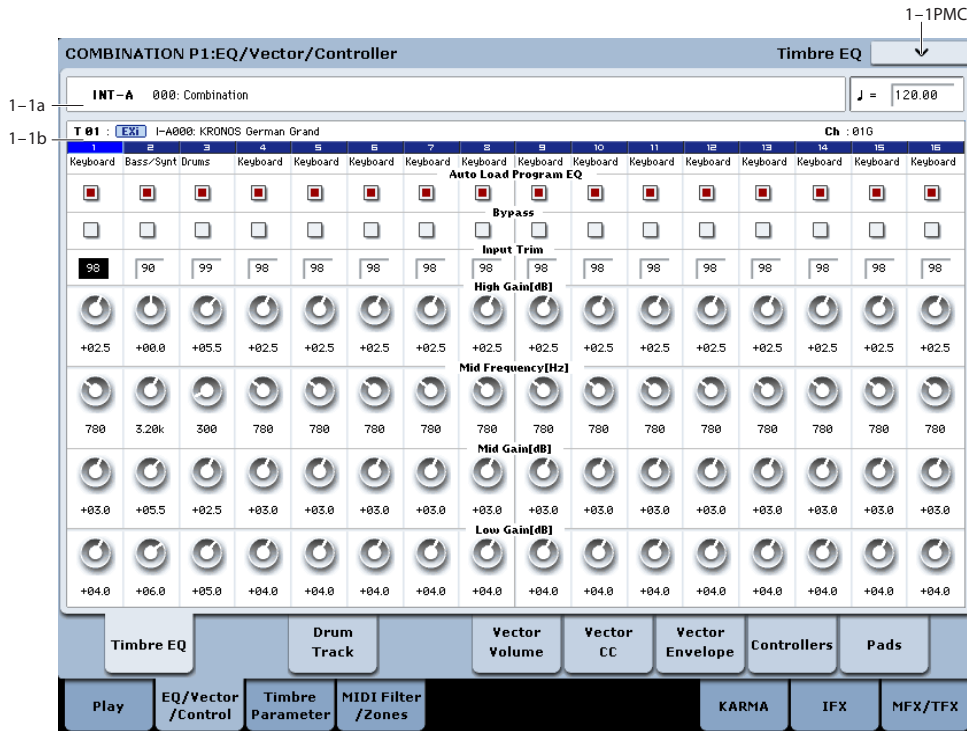 1–1PMC
COMBINATION P1:EQ/Vector/Controller Timbre EQ
1–1a
INT–A 000: Combination ♩ = 120.00
1–1b
T 01 : EXi I–A000: KRONOS German Grand Ch : 01G
1 2 3 4 5 6 7 8 9 10 11 12 13 14 15 16
Keyboard Bass/Synt Drums Keyboard Keyboard Keyboard Keyboard Keyboard Keyboard Keyboard Keyboard Keyboard Keyboard Keyboard Keyboard Keyboard
Auto Load Program EQ
Bypass
Input Trim
98 90 99 98 98 98 98 98 98 98 98 98 98 98 98 98
High Gain[dB]
+02.5 +00.0 +05.5 +02.5 +02.5 +02.5 +02.5 +02.5 +02.5 +02.5 +02.5 +02.5 +02.5 +02.5 +02.5 +02.5
Mid Frequency[Hz]
780 3.20k 300 780 780 780 780 780 780 780 780 780 780 780 780 780
Mid Gain[dB]
+03.0 +05.5 +02.5 +03.0 +03.0 +03.0 +03.0 +03.0 +03.0 +03.0 +03.0 +03.0 +03.0 +03.0 +03.0 +03.0
Low Gain[dB]
+04.0 +06.0 +05.0 +04.0 +04.0 +04.0 +04.0 +04.0 +04.0 +04.0 +04.0 +04.0 +04.0 +04.0 +04.0 +04.0
Timbre EQ
Drum
Track
Vector
Volume
Vector
CC
Vector
Envelope
Controllers
Pads
Play
EQ/Vector
/Control
Timbre
Parameter
MIDI Filter
/Zones
KARMA
IFX
MFX/TFX